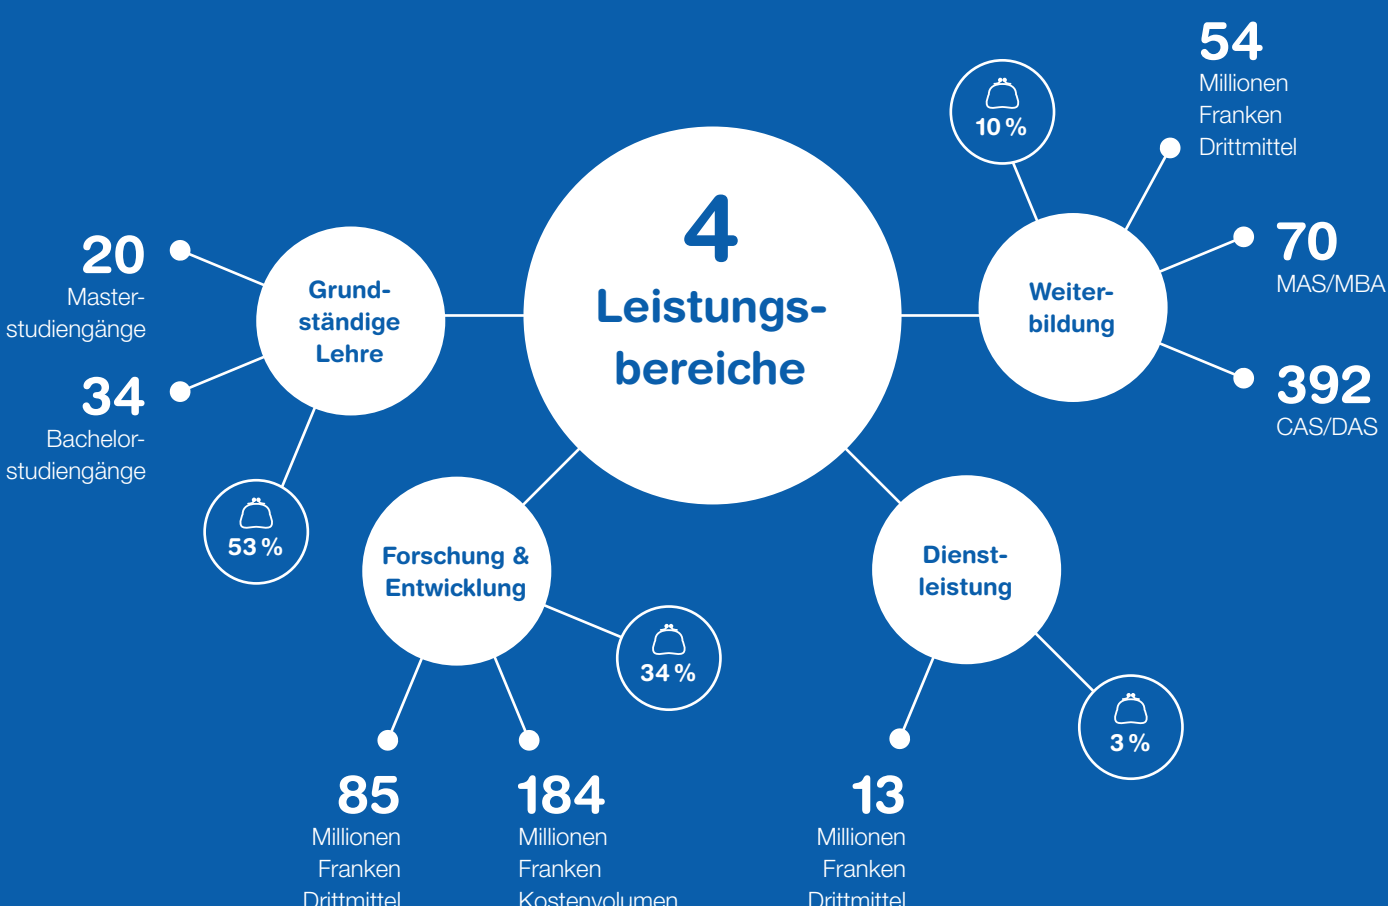 4
Leistungs-
bereiche
Grund-
ständige
Lehre
20
Master-
studiengänge
34
Bachelor-
studiengänge
53 %
Forschung &
Entwicklung
34 %
85
Millionen
Franken
Drittmittel
184
Millionen
Franken
Kostenvolumen
Dienst-
leistung
3 %
13
Millionen
Franken
Drittmittel
Weiter-
bildung
10 %
54
Millionen
Franken
Drittmittel
70
MAS/MBA
392
CAS/DAS